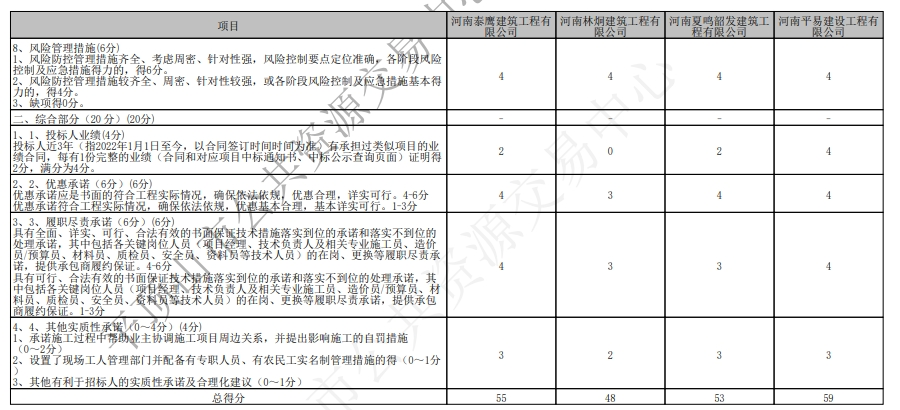 项目
河南泰鹰建筑工程有
限公司
河南林炯建筑工程有
限公司
河南夏鸣韶发建筑工
程有限公司
河南平易建设工程有
限公司
8、风险管理措施(6分)
1、风险防控管理措施齐全、考虑周密、针对性强，风险控制要点定位准确，各阶段风险
控制及应急措施得力的，得6分。
2、风险防控管理措施较齐全、周密、针对性较强，或各阶段风险控制及应急措施基本得
力的，得4分。
3、缺项得0分。
4
4
4
4
二、综合部分（20 分）(20分)
-
-
-
-
1、1、投标人业绩(4分)
投标人近3年（指2022年1月1日至今，以合同签订时间时间为准）有承担过类似项目的业
绩合同，每有1份完整的业绩（合同和对应项目中标通知书、中标公示查询页面）证明得
2分，满分为4分。
2
0
2
4
2、2、优惠承诺（6分）(6分)
优惠承诺应是书面的符合工程实际情况，确保依法依规，优惠合理，详实可行。4-6分
优惠承诺符合工程实际情况，确保依法依规，优惠基本合理，基本详实可行。1-3分
4
3
4
4
3、3、履职尽责承诺（6分）(6分)
具有全面、详实、可行、合法有效的书面保证技术措施落实到位的承诺和落实不到位的
处理承诺，其中包括各关键岗位人员（项目经理、技术负责人及相关专业施工员、造价
员/预算员、材料员、质检员、安全员、资料员等技术人员）的在岗、更换等履职尽责承
诺，提供承包商履约保证。4-6分
具有可行、合法有效的书面保证技术措施落实到位的承诺和落实不到位的处理承诺，其
中包括各关键岗位人员（项目经理、技术负责人及相关专业施工员、造价员/预算员、材
料员、质检员、安全员、资料员等技术人员）的在岗、更换等履职尽责承诺，提供承包
商履约保证。1-3分
4
3
3
4
4、4、其他实质性承诺（0～4分）(4分)
1、承诺施工过程中帮助业主协调施工项目周边关系，并提出影响施工的自罚措施
（0～2分）
2、设置了现场工人管理部门并配备有专职人员、有农民工实名制管理措施的得（0～1分
）
3、其他有利于招标人的实质性承诺及合理化建议（0～1分）
3
2
3
3
总得分
55
48
53
59
平顶山市公共资源交易中心
市公共资源交易中心